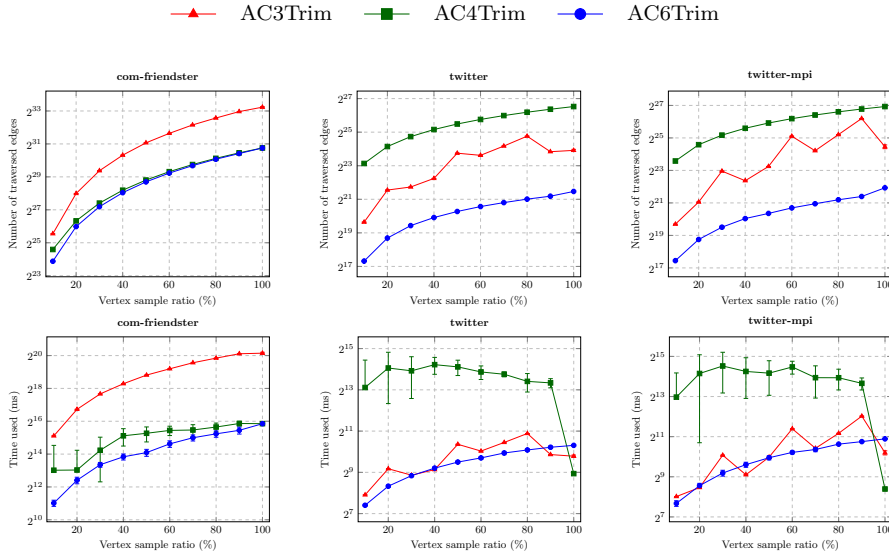 AC3Trim AC4Trim AC6Trim
com-friendster twitter twitter-mpi
Number of traversed edges
2^33
2^31
2^29
2^27
2^25
2^23
20 40 60 80 100
Vertex sample ratio (%)
Number of traversed edges
2^27
2^25
2^23
2^21
2^19
2^17
20 40 60 80 100
Vertex sample ratio (%)
Number of traversed edges
2^27
2^25
2^23
2^21
2^19
2^17
20 40 60 80 100
Vertex sample ratio (%)
com-friendster twitter twitter-mpi
Time used (ms)
2^20
2^18
2^16
2^14
2^12
2^10
20 40 60 80 100
Vertex sample ratio (%)
Time used (ms)
2^15
2^13
2^11
2^9
2^7
20 40 60 80 100
Vertex sample ratio (%)
Time used (ms)
2^15
2^13
2^11
2^9
2^7
20 40 60 80 100
Vertex sample ratio (%)